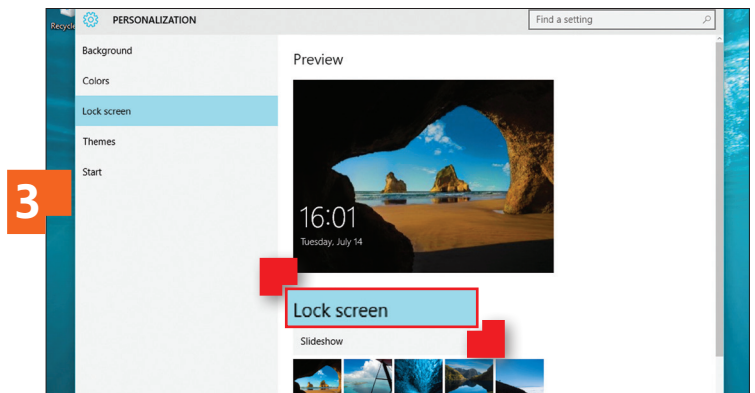 Recycle
PERSONALIZATION
Find a setting
Background
Colors
Lock screen
Themes
Start
3
Preview
16:01
Tuesday, July 14
Lock screen
Slideshow